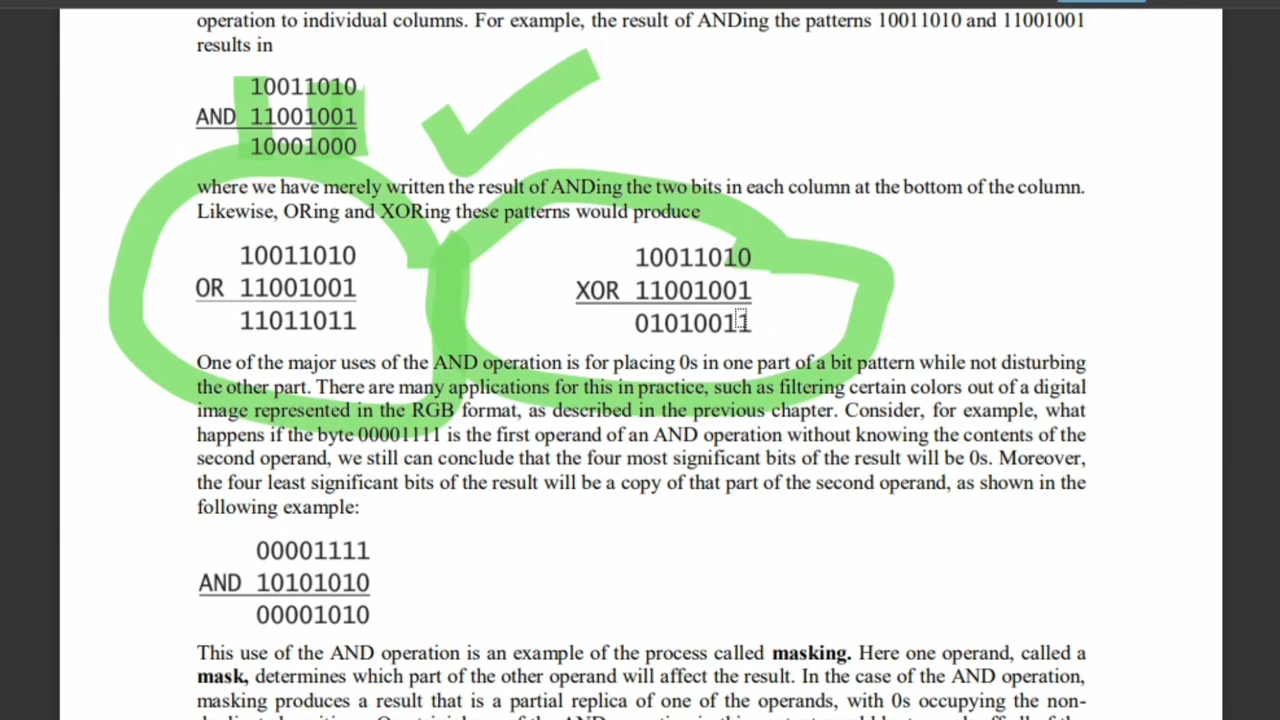 operation to individual columns. For example, the result of ANDing the patterns 10011010 and 11001001
results in
10011010
AND 11001001
10001000
where we have merely written the result of ANDing the two bits in each column at the bottom of the column.
Likewise, ORing and XORing these patterns would produce
10011010
OR 11001001
11011011
10011010
XOR 11001001
01010011
One of the major uses of the AND operation is for placing 0s in one part of a bit pattern while not disturbing
the other part. There are many applications for this in practice, such as filtering certain colors out of a digital
image represented in the RGB format, as described in the previous chapter. Consider, for example, what
happens if the byte 00001111 is the first operand of an AND operation without knowing the contents of the
second operand, we still can conclude that the four most significant bits of the result will be 0s. Moreover,
the four least significant bits of the result will be a copy of that part of the second operand, as shown in the
following example:
00001111
AND 10101010
00001010
This use of the AND operation is an example of the process called masking. Here one operand, called a
mask, determines which part of the other operand will affect the result. In the case of the AND operation,
masking produces a result that is a partial replica of one of the operands, with 0s occupying the non-